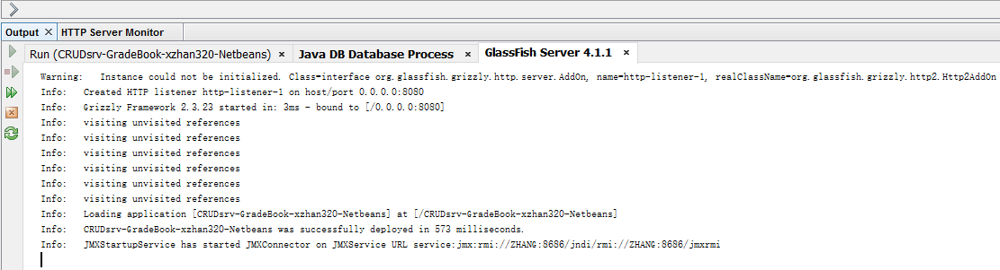 Output HTTP Server Monitor
Run (CRUDsrv-GradeBook-xzhan320-Netbeans) Java DB Database Process GlassFish Server 4.1.1
Warning: Instance could not be initialized. Class=interface org.glassfish.grizzly.http.server.AddOn, name=http-listener-1, realClassName=org.glassfish.grizzly.http2.Http2AddOn
Info: Created HTTP listener http-listener-1 on host/port 0.0.0.0:8080
Info: Grizzly Framework 2.3.23 started in: 3ms - bound to [/0.0.0.0:8080]
Info: visiting unvisited references
Info: visiting unvisited references
Info: visiting unvisited references
Info: visiting unvisited references
Info: visiting unvisited references
Info: visiting unvisited references
Info: Loading application [CRUDsrv-GradeBook-xzhan320-Netbeans] at [/CRUDsrv-GradeBook-xzhan320-Netbeans]
Info: CRUDsrv-GradeBook-xzhan320-Netbeans was successfully deployed in 573 milliseconds.
Info: JMXStartupService has started JMXConnector on JMXService URL service:jmx:rmi://ZHANG:8686/jndi/rmi://ZHANG:8686/jmxrmi